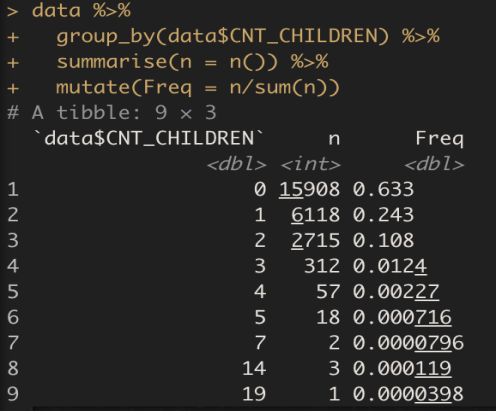 > data %>%
+   group_by(data$CNT_CHILDREN) %>%
+   summarise(n = n()) %>%
+   mutate(Freq = n/sum(n))
# A tibble: 9 × 3
  `data$CNT_CHILDREN`     n      Freq
                <dbl> <int>     <dbl>
1                   0 15908 0.633
2                   1  6118 0.243
3                   2  2715 0.108
4                   3   312 0.0124
5                   4    57 0.00227
6                   5    18 0.000716
7                   7     2 0.0000796
8                  14     3 0.000119
9                  19     1 0.0000398